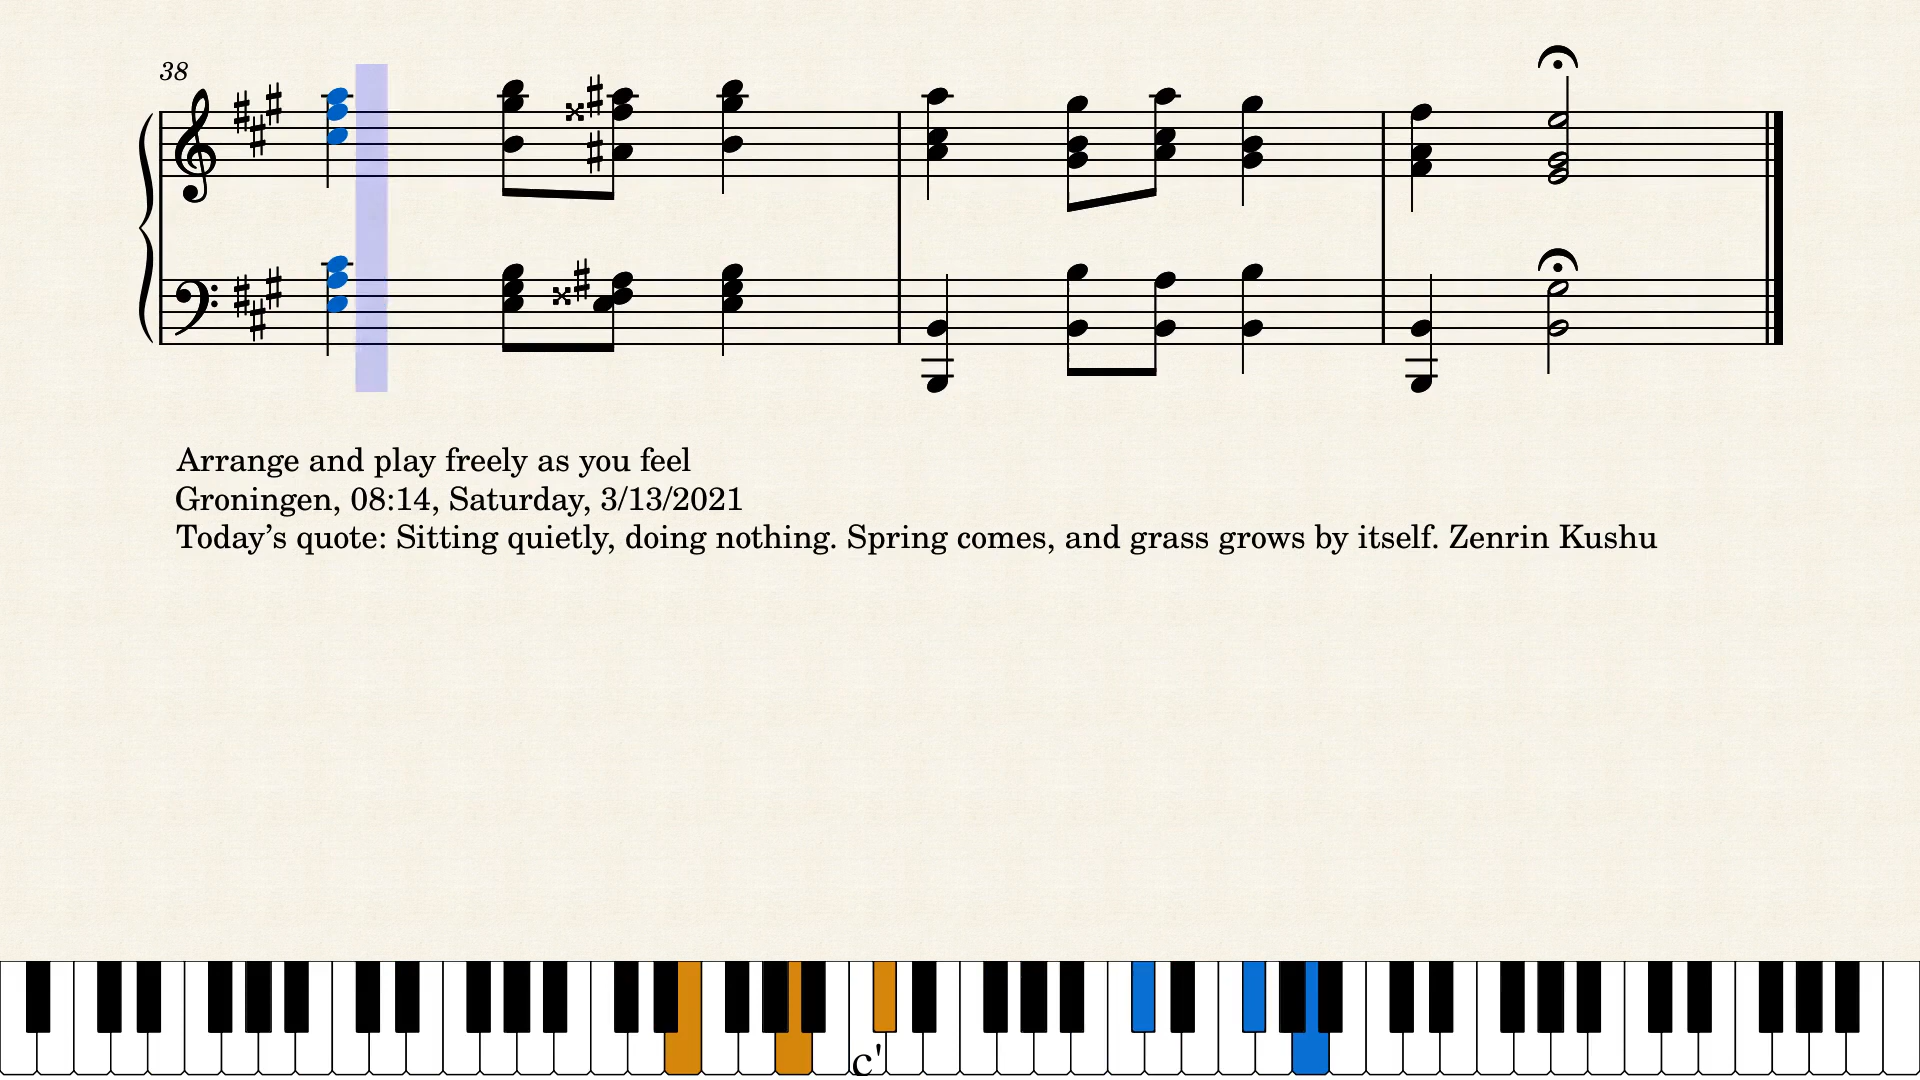 38
Arrange and play freely as you feel
Groningen, 08:14, Saturday, 3/13/2021
Today’s quote: Sitting quietly, doing nothing. Spring comes, and grass grows by itself. Zenrin Kushu
c'